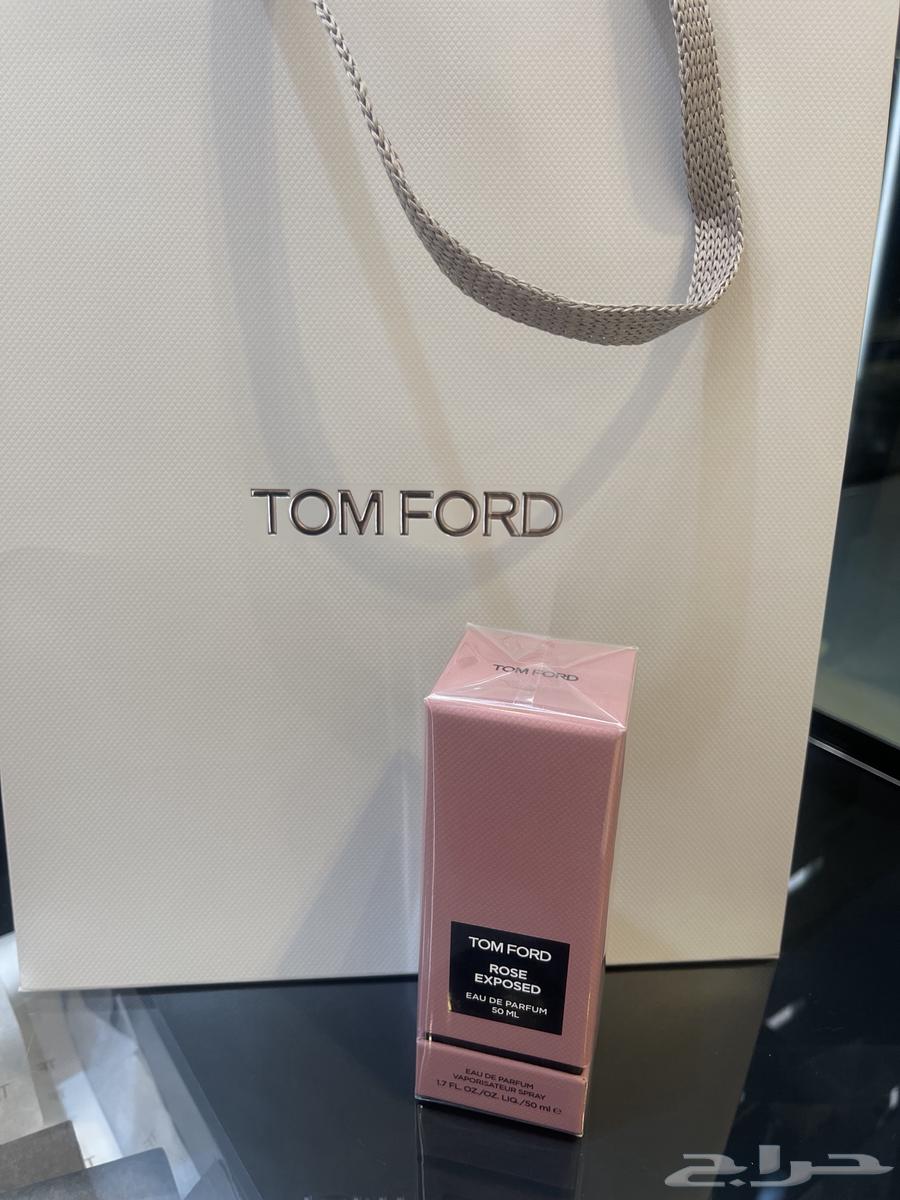 TOM FORD
TOM FORD
TOM FORD
ROSE
EXPOSED
EAU DE PARFUM
50 ML
EAU DE PARFUM
VAPORISATEUR SPRAY
1.7 FL. OZ./OZ. LIQ./50 ml e
حراج